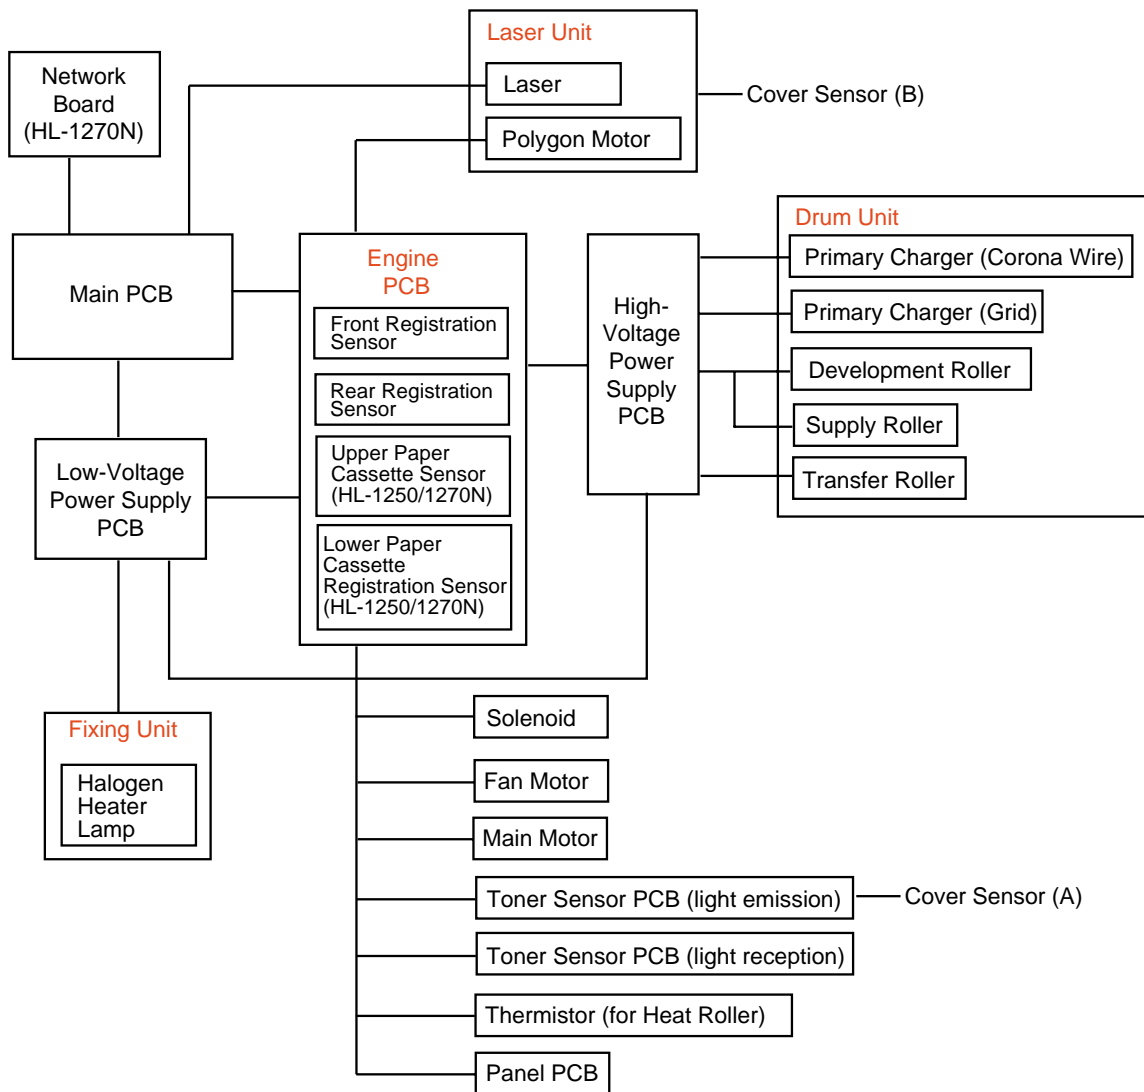 Laser Unit
Laser
Polygon Motor
Cover Sensor (B)
Network
Board
(HL-1270N)
Main PCB
Engine
PCB
Front Registration
Sensor
Rear Registration
Sensor
Upper Paper
Cassette Sensor
(HL-1250/1270N)
Lower Paper
Cassette
Registration Sensor
(HL-1250/1270N)
High-
Voltage
Power
Supply
PCB
Drum Unit
Primary Charger (Corona Wire)
Primary Charger (Grid)
Development Roller
Supply Roller
Transfer Roller
Low-Voltage
Power Supply
PCB
Fixing Unit
Halogen
Heater
Lamp
Solenoid
Fan Motor
Main Motor
Toner Sensor PCB (light emission)
Cover Sensor (A)
Toner Sensor PCB (light reception)
Thermistor (for Heat Roller)
Panel PCB